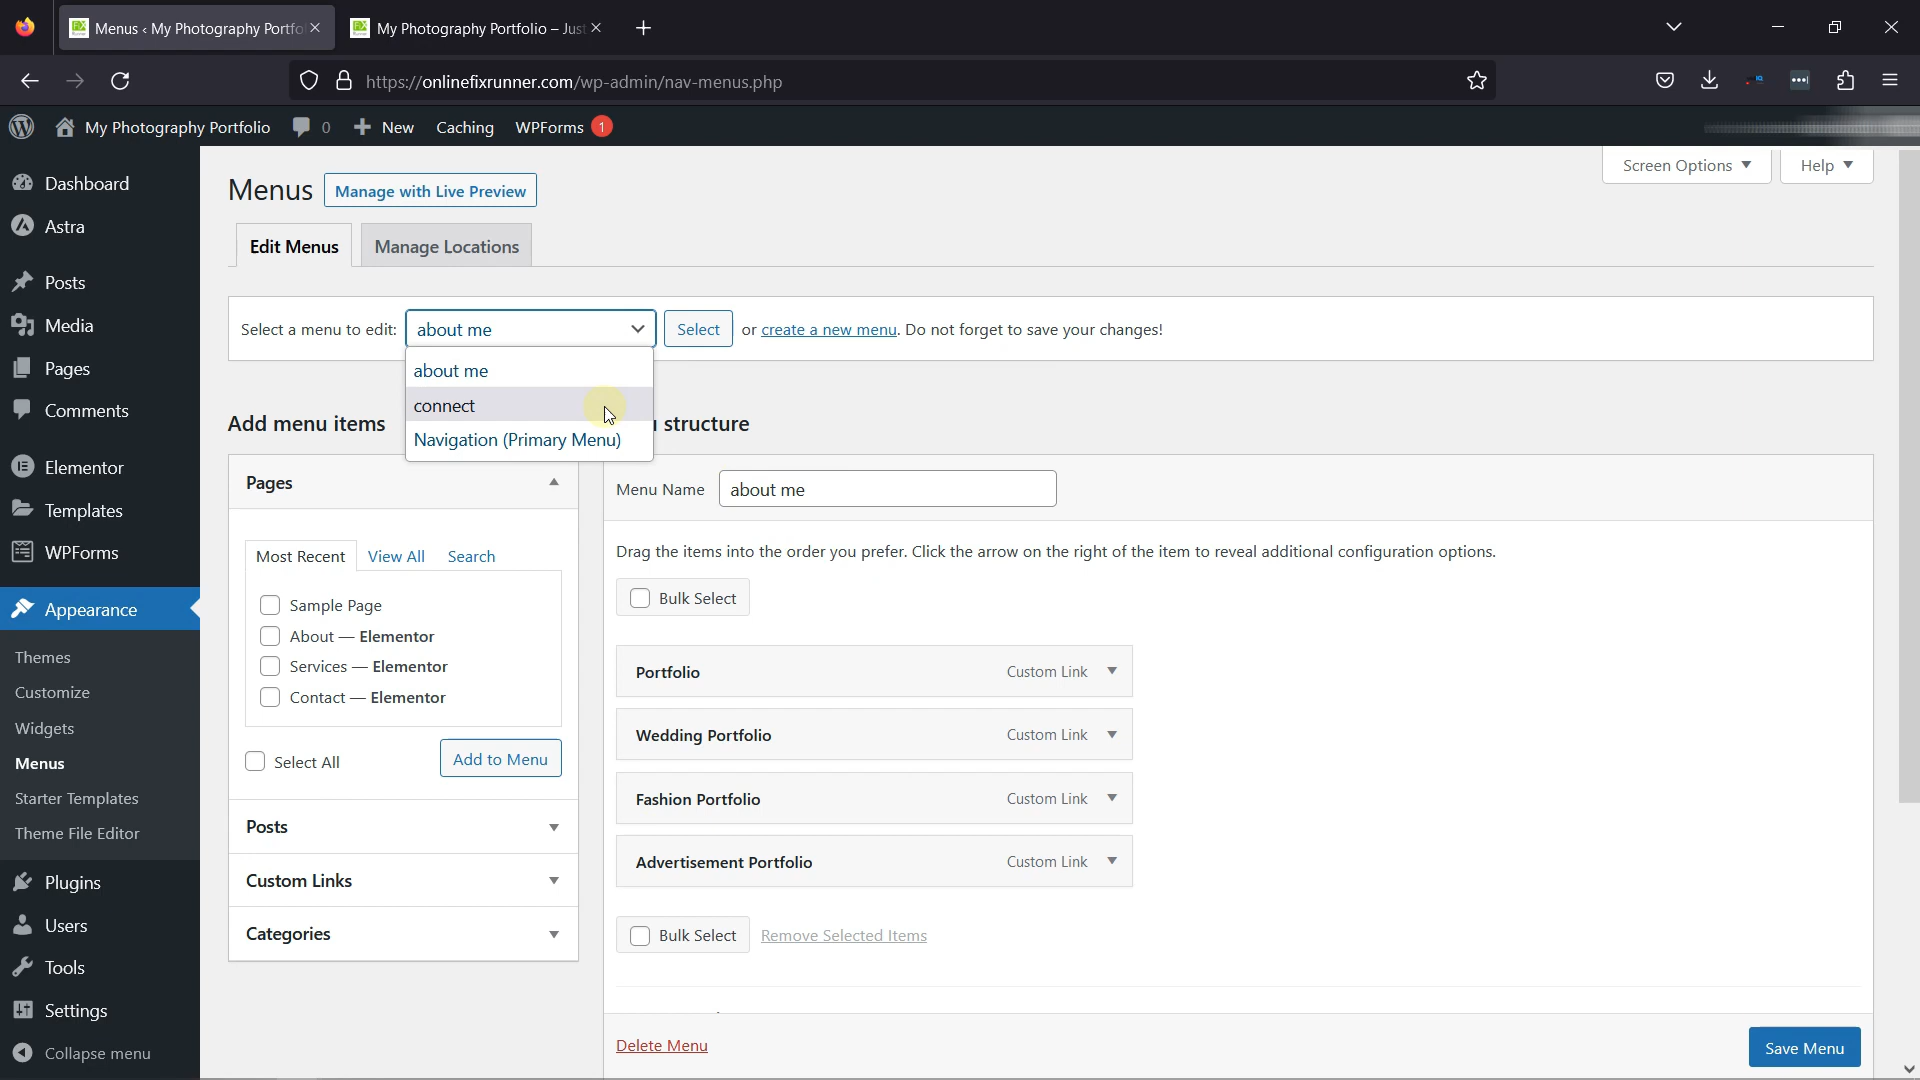 Menus ‹ My Photography Portfo
My Photography Portfolio – Jus
https://onlinefixrunner.com/wp-admin/nav-menus.php
My Photography Portfolio
0
New
Caching
WPForms 1
Dashboard
Astra
Posts
Media
Pages
Comments
Elementor
Templates
WPForms
Appearance
Themes
Customize
Widgets
Menus
Starter Templates
Theme File Editor
Plugins
Users
Tools
Settings
Collapse menu
Screen Options
Help
Menus
Manage with Live Preview
Edit Menus
Manage Locations
Select a menu to edit: about me Select or create a new menu. Do not forget to save your changes!
about me
connect
Navigation (Primary Menu)
Add menu items
structure
Pages
Most Recent
View All
Search
Sample Page
About — Elementor
Services — Elementor
Contact — Elementor
Select All
Add to Menu
Posts
Custom Links
Categories
Menu Name about me
Drag the items into the order you prefer. Click the arrow on the right of the item to reveal additional configuration options.
Bulk Select
Portfolio Custom Link
Wedding Portfolio Custom Link
Fashion Portfolio Custom Link
Advertisement Portfolio Custom Link
Bulk Select Remove Selected Items
Delete Menu
Save Menu